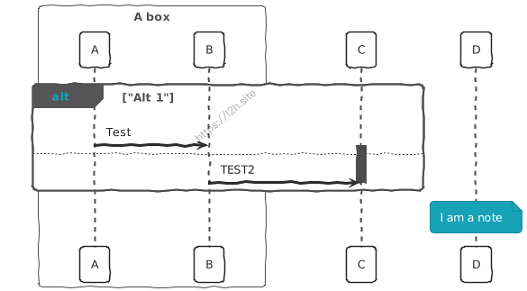 A box
A
B
C
D
alt
["Alt 1"]
https://l2h.site
Test
TEST2
I am a note
A
B
C
D